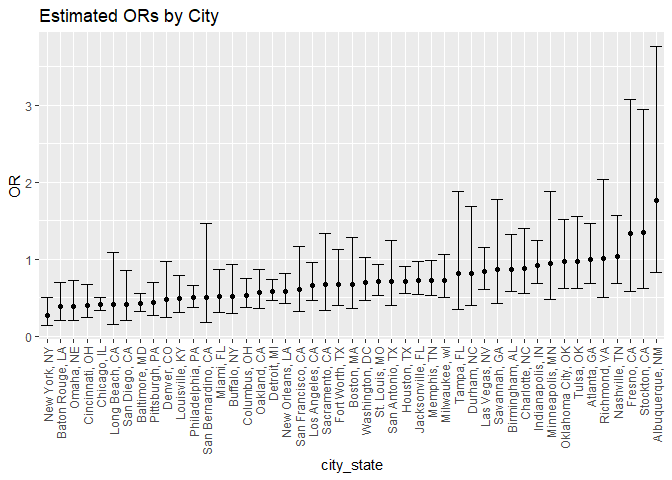 Estimated ORs by City
OR
3
2
1
0
New York, NY
Baton Rouge, LA
Omaha, NE
Cincinnati, OH
Chicago, IL
Long Beach, CA
San Diego, CA
Baltimore, MD
Pittsburgh, PA
Denver, CO
Louisville, KY
Philadelphia, PA
San Bernardino, CA
Miami, FL
Buffalo, NY
Columbus, OH
Oakland, CA
Detroit, MI
New Orleans, LA
San Francisco, CA
Los Angeles, CA
Sacramento, CA
Fort Worth, TX
Boston, MA
Washington, DC
St. Louis, MO
San Antonio, TX
Houston, TX
Jacksonville, FL
Memphis, TN
Milwaukee, wI
Tampa, FL
Durham, NC
Las Vegas, NV
Savannah, GA
Birmingham, AL
Charlotte, NC
Indianapolis, IN
Minneapolis, MN
Oklahoma City, OK
Tulsa, OK
Atlanta, GA
Richmond, VA
Nashville, TN
Fresno, CA
Stockton, CA
Albuquerque, NM
city_state